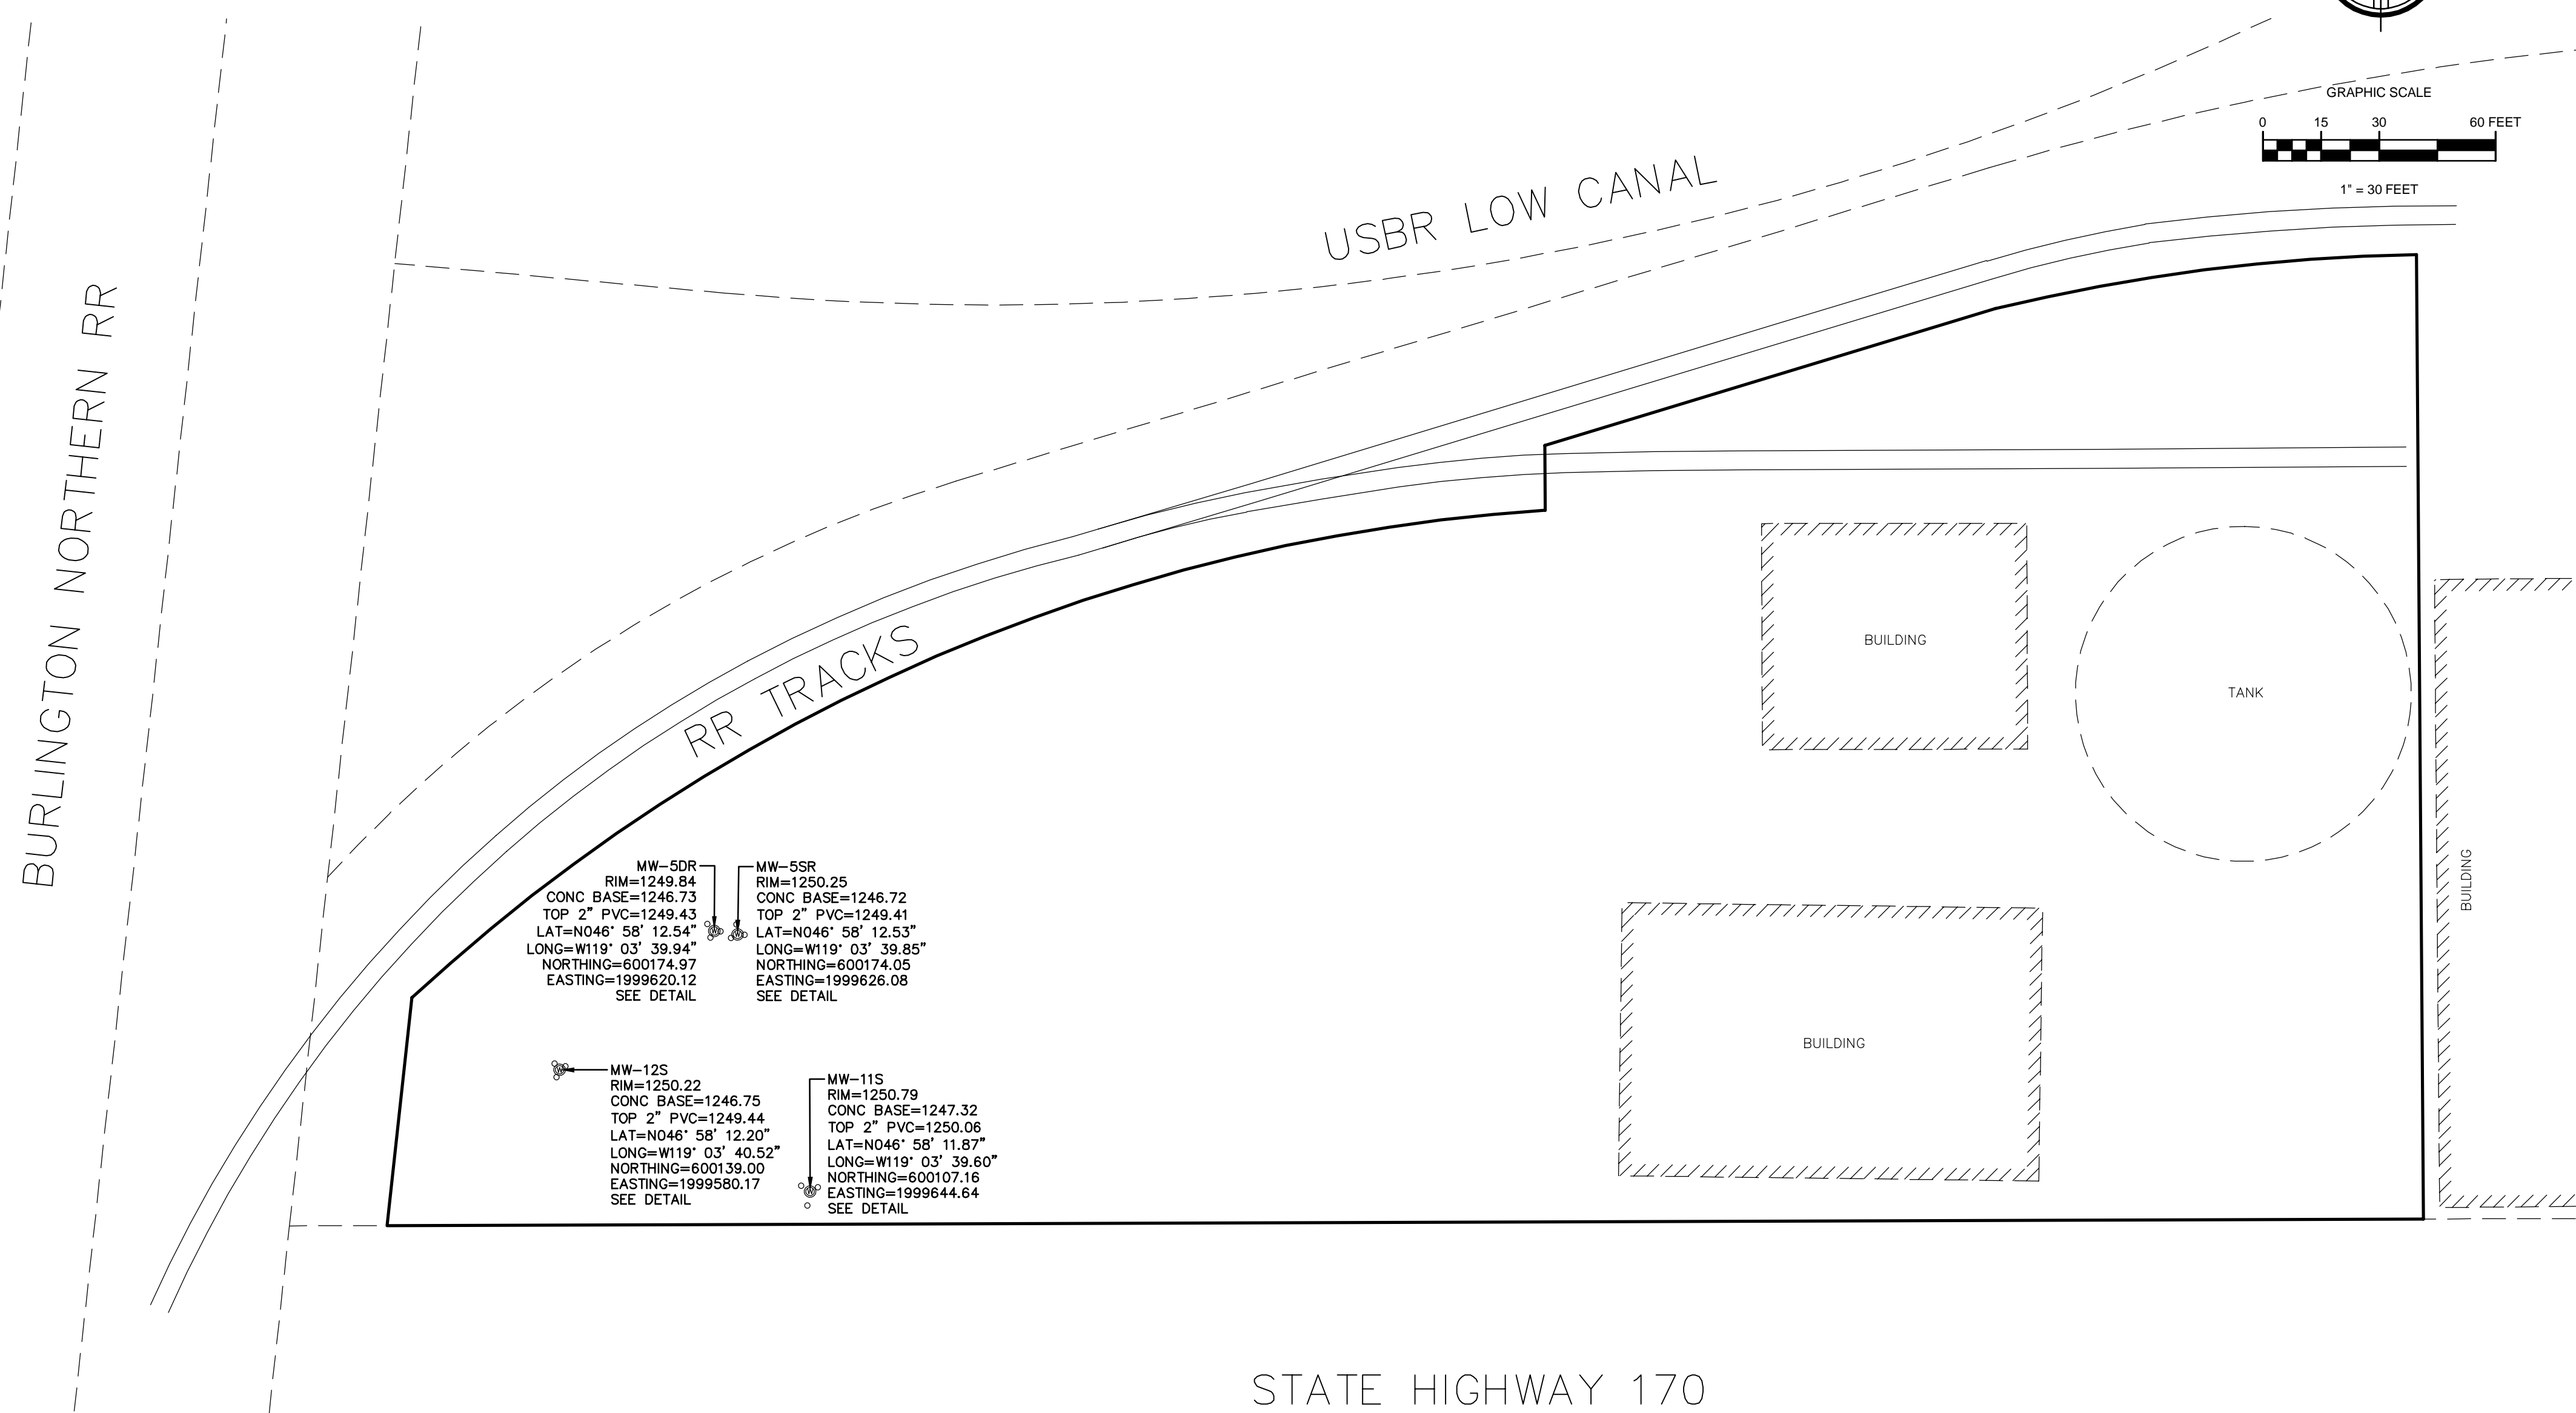 GRAPHIC SCALE
0 15 30 60 FEET
1" = 30 FEET
USBR LOW CANAL
BURLINGTON NORTHERN RR
RR TRACKS
BUILDING
TANK
BUILDING
BUILDING
MW-5DR
RIM=1249.84
CONC BASE=1246.73
TOP 2" PVC=1249.43
LAT=N046° 58' 12.54"
LONG=W119° 03' 39.94"
NORTHING=600174.97
EASTING=1999620.12
SEE DETAIL
MW-5SR
RIM=1250.25
CONC BASE=1246.72
TOP 2" PVC=1249.41
LAT=N046° 58' 12.53"
LONG=W119° 03' 39.85"
NORTHING=600174.05
EASTING=1999626.08
SEE DETAIL
MW-12S
RIM=1250.22
CONC BASE=1246.75
TOP 2" PVC=1249.44
LAT=N046° 58' 12.20"
LONG=W119° 03' 40.52"
NORTHING=600139.00
EASTING=1999580.17
SEE DETAIL
MW-11S
RIM=1250.79
CONC BASE=1247.32
TOP 2" PVC=1250.06
LAT=N046° 58' 11.87"
LONG=W119° 03' 39.60"
NORTHING=600107.16
EASTING=1999644.64
SEE DETAIL
STATE HIGHWAY 170